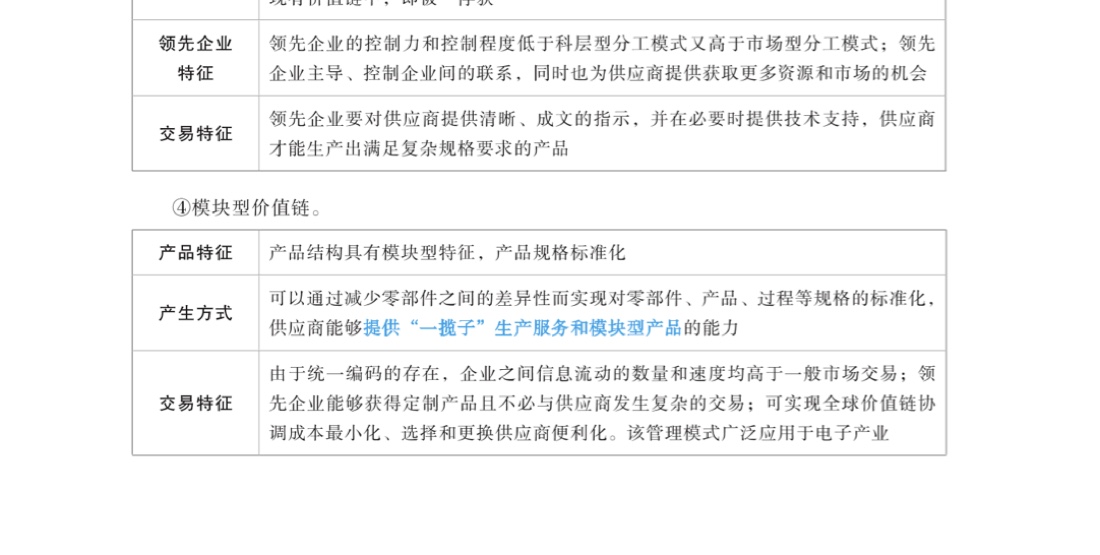 领先企业
特征
领先企业的控制力和控制程度低于科层型分工模式又高于市场型分工模式；领先
企业主导、控制企业间的联系，同时也为供应商提供获取更多资源和市场的机会
交易特征
领先企业要对供应商提供清晰、成文的指示，并在必要时提供技术支持，供应商
才能生产出满足复杂规格要求的产品
④模块型价值链。
产品特征
产品结构具有模块型特征，产品规格标准化
产生方式
可以通过减少零部件之间的差异性而实现对零部件、产品、过程等规格的标准化，
供应商能够提供“一揽子”生产服务和模块型产品的能力
交易特征
由于统一编码的存在，企业之间信息流动的数量和速度均高于一般市场交易；领
先企业能够获得定制产品且不必与供应商发生复杂的交易；可实现全球价值链协
调成本最小化、选择和更换供应商便利化。该管理模式广泛应用于电子产业